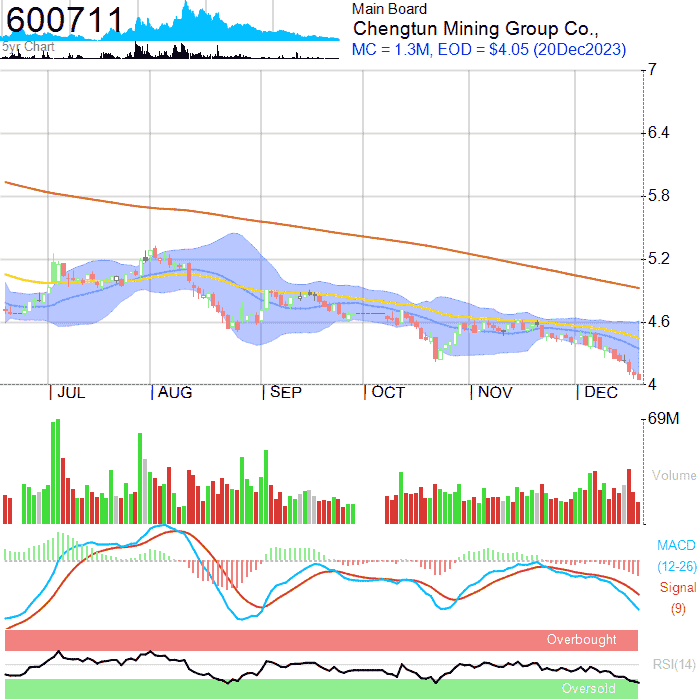 600711
5yr Chart
Main Board
Chengtun Mining Group Co.,
MC = 1.3M, EOD = $4.05 (20Dec2023)
7
6.4
5.8
5.2
4.6
4
JUL
AUG
SEP
OCT
NOV
DEC
69M
Volume
MACD
(12-26)
Signal
(9)
Overbought
RSI(14)
Oversold